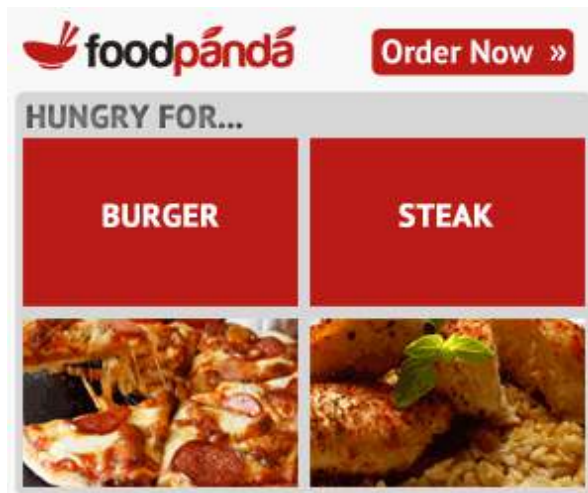 foodpanda
Order Now »
HUNGRY FOR...
BURGER
STEAK